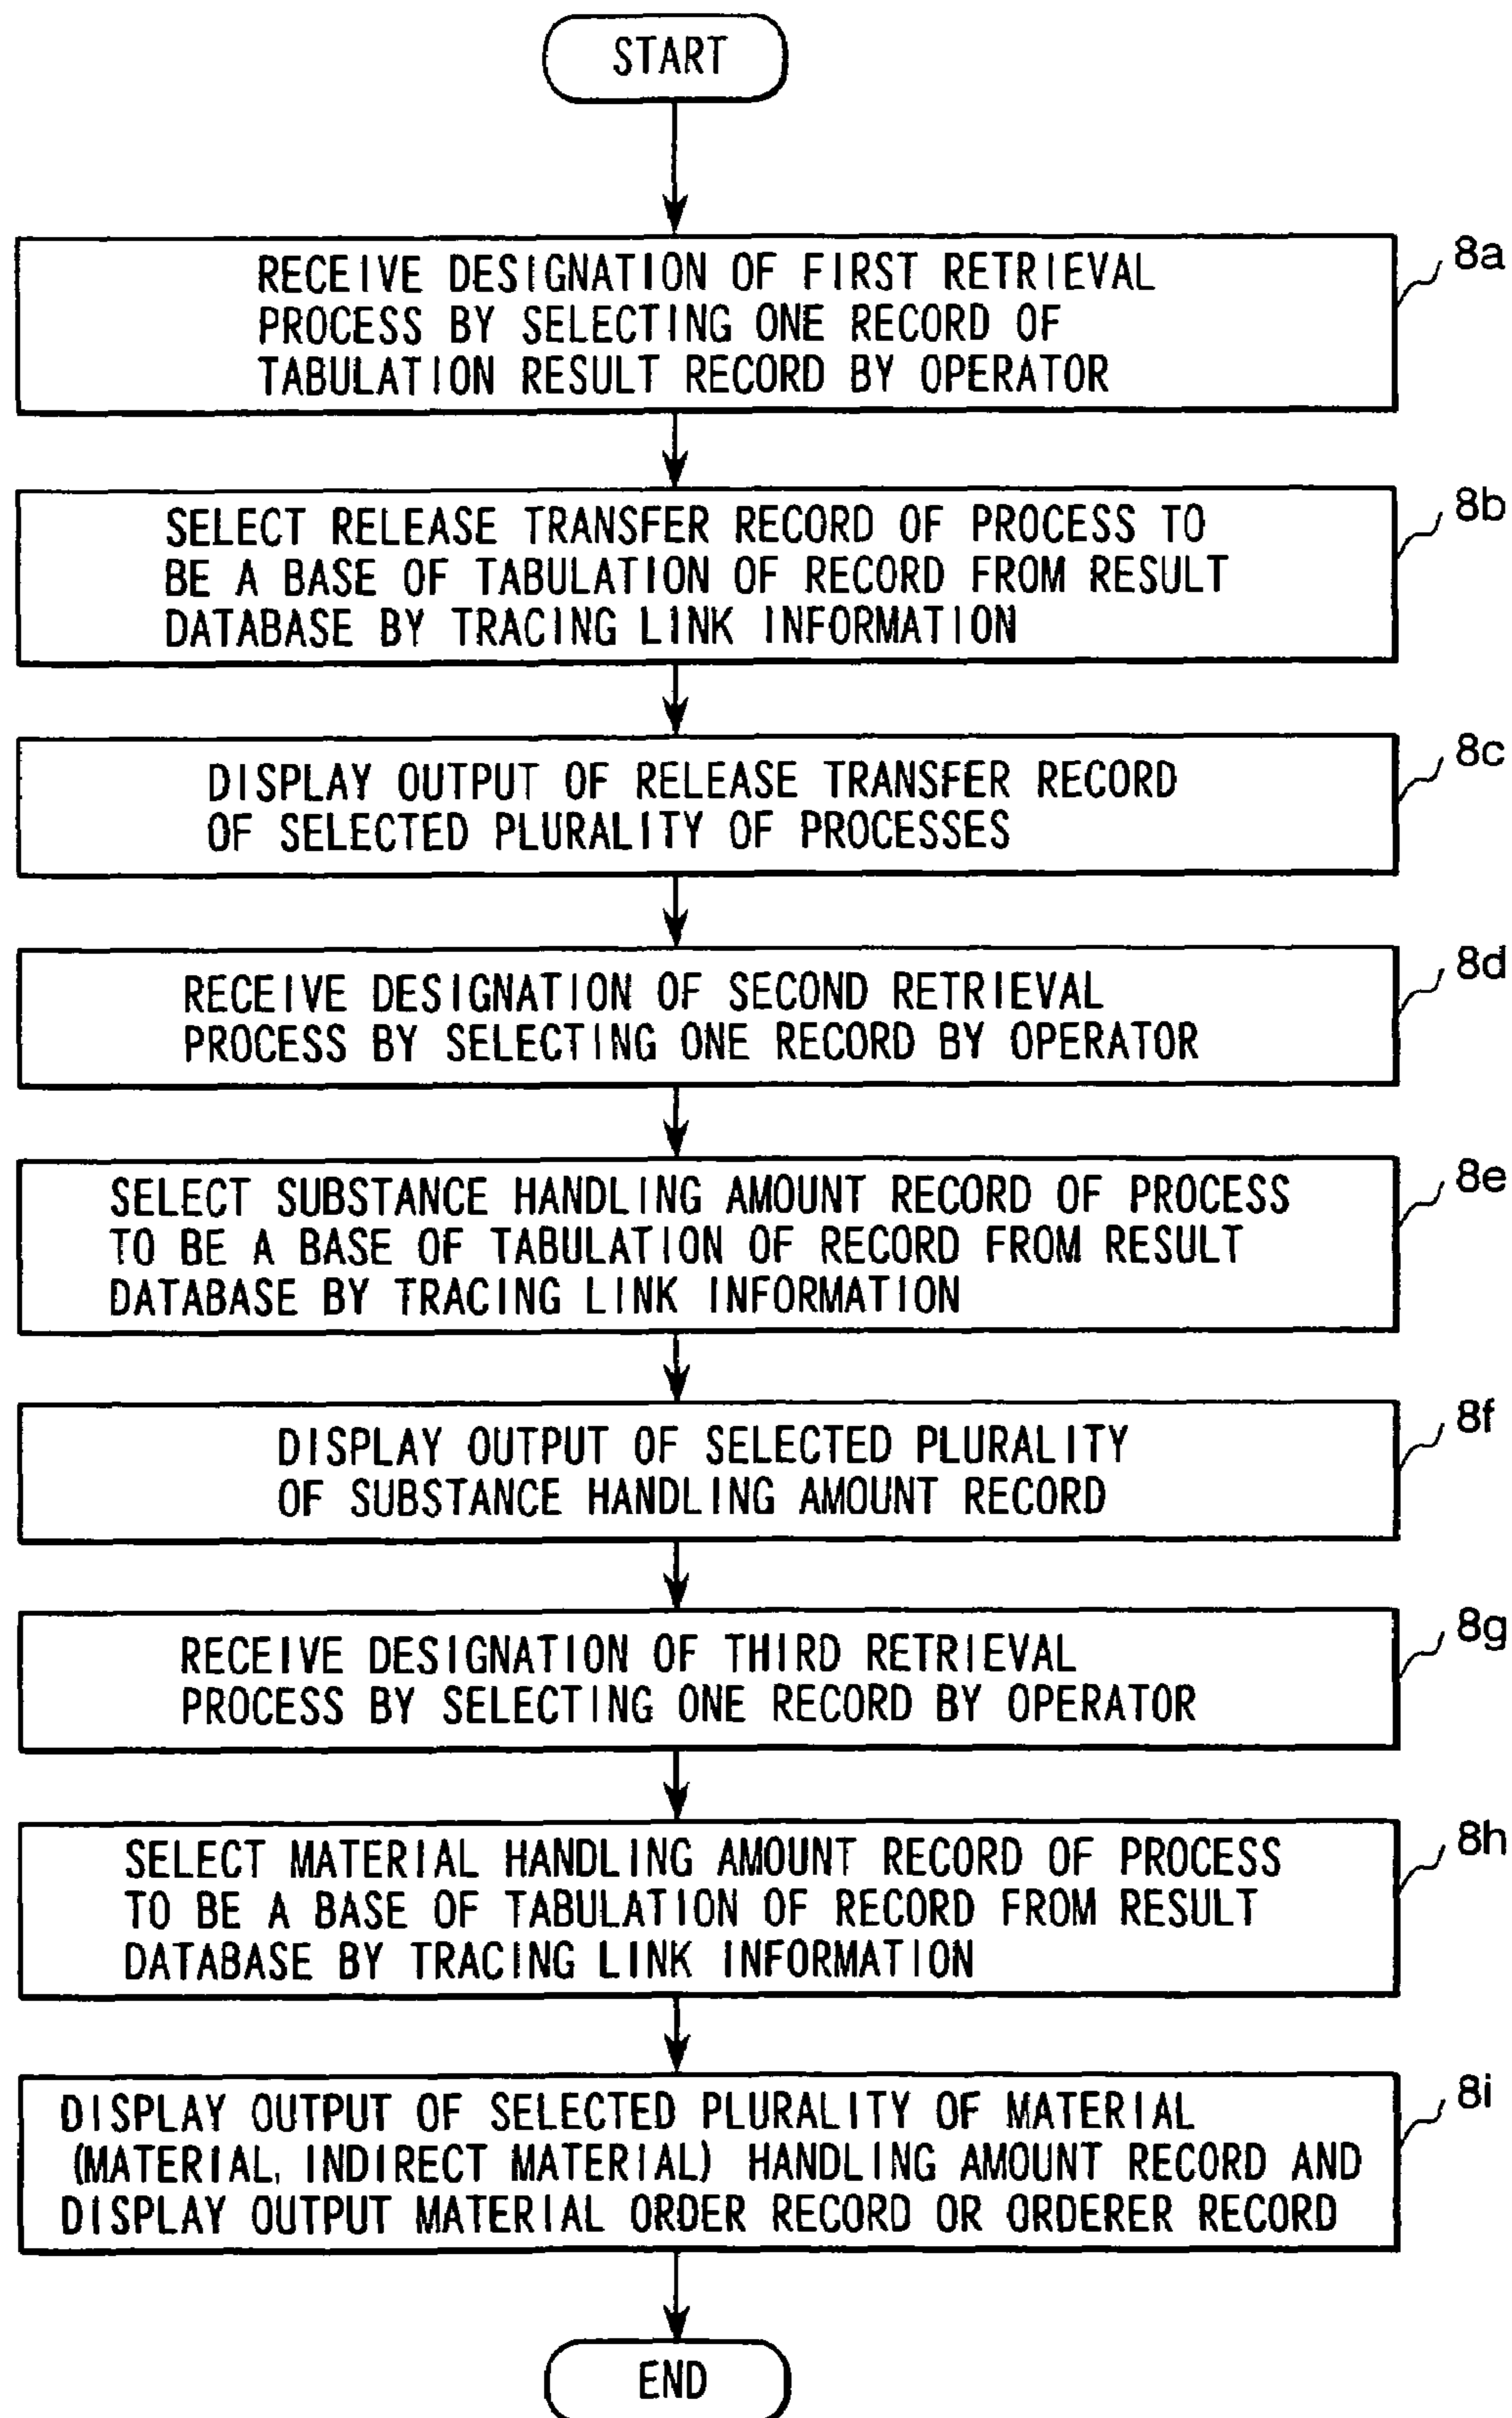 START
RECEIVE DESIGNATION OF FIRST RETRIEVAL
PROCESS BY SELECTING ONE RECORD OF
TABULATION RESULT RECORD BY OPERATOR
8a
SELECT RELEASE TRANSFER RECORD OF PROCESS TO
BE A BASE OF TABULATION OF RECORD FROM RESULT
DATABASE BY TRACING LINK INFORMATION
8b
DISPLAY OUTPUT OF RELEASE TRANSFER RECORD
OF SELECTED PLURALITY OF PROCESSES
8c
RECEIVE DESIGNATION OF SECOND RETRIEVAL
PROCESS BY SELECTING ONE RECORD BY OPERATOR
8d
SELECT SUBSTANCE HANDLING AMOUNT RECORD OF PROCESS
TO BE A BASE OF TABULATION OF RECORD FROM RESULT
DATABASE BY TRACING LINK INFORMATION
8e
DISPLAY OUTPUT OF SELECTED PLURALITY
OF SUBSTANCE HANDLING AMOUNT RECORD
8f
RECEIVE DESIGNATION OF THIRD RETRIEVAL
PROCESS BY SELECTING ONE RECORD BY OPERATOR
8g
SELECT MATERIAL HANDLING AMOUNT RECORD OF PROCESS
TO BE A BASE OF TABULATION OF RECORD FROM RESULT
DATABASE BY TRACING LINK INFORMATION
8h
DISPLAY OUTPUT OF SELECTED PLURALITY OF MATERIAL
(MATERIAL, INDIRECT MATERIAL) HANDLING AMOUNT RECORD AND
DISPLAY OUTPUT MATERIAL ORDER RECORD OR ORDERER RECORD
8i
END